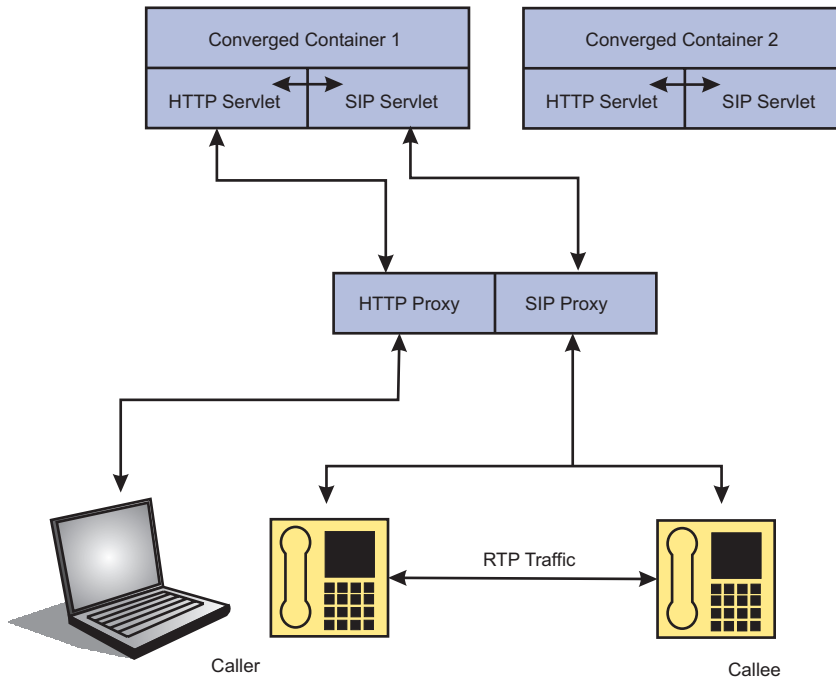 Converged Container 1
Converged Container 2
HTTP Servlet
SIP Servlet
HTTP Servlet
SIP Servlet
HTTP Proxy
SIP Proxy
RTP Traffic
Caller
Callee